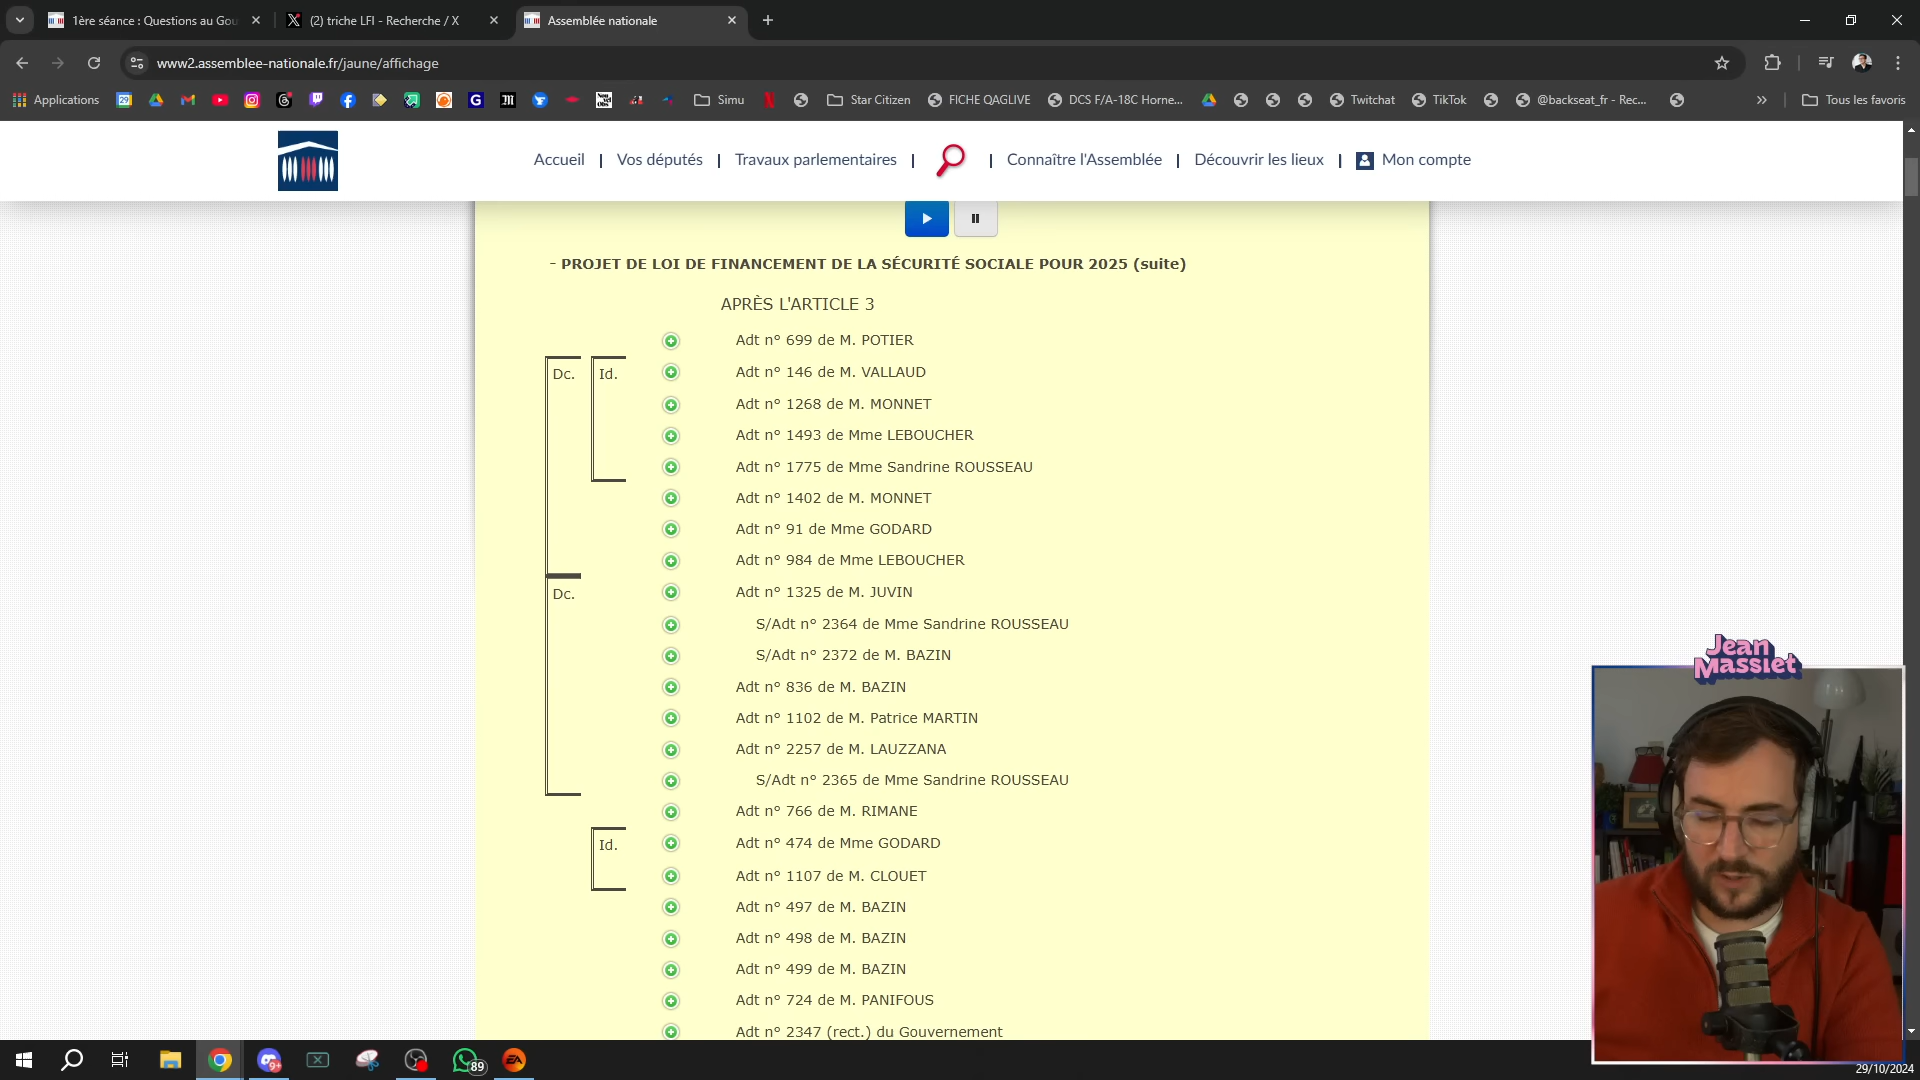 1ère séance : Questions au Gou
(2) triche LFI - Recherche / X
Assemblée nationale
www2.assemblee-nationale.fr/jaune/affichage
Applications
Simu
Star Citizen
FICHE QAGLIVE
DCS F/A-18C Horne...
Twitchat
TikTok
@backseat_fr - Rec...
Tous les favoris
Accueil | Vos députés | Travaux parlementaires | | Connaître l'Assemblée | Découvrir les lieux | Mon compte
- PROJET DE LOI DE FINANCEMENT DE LA SÉCURITÉ SOCIALE POUR 2025 (suite)
APRÈS L'ARTICLE 3
Adt n° 699 de M. POTIER
Dc. Id. Adt n° 146 de M. VALLAUD
Adt n° 1268 de M. MONNET
Adt n° 1493 de Mme LEBOUCHER
Adt n° 1775 de Mme Sandrine ROUSSEAU
Adt n° 1402 de M. MONNET
Adt n° 91 de Mme GODARD
Adt n° 984 de Mme LEBOUCHER
Dc. Adt n° 1325 de M. JUVIN
S/Adt n° 2364 de Mme Sandrine ROUSSEAU
S/Adt n° 2372 de M. BAZIN
Adt n° 836 de M. BAZIN
Adt n° 1102 de M. Patrice MARTIN
Adt n° 2257 de M. LAUZZANA
S/Adt n° 2365 de Mme Sandrine ROUSSEAU
Adt n° 766 de M. RIMANE
Id. Adt n° 474 de Mme GODARD
Adt n° 1107 de M. CLOUET
Adt n° 497 de M. BAZIN
Adt n° 498 de M. BAZIN
Adt n° 499 de M. BAZIN
Adt n° 724 de M. PANIFOUS
Adt n° 2347 (rect.) du Gouvernement
Jean
Massiet
9+
89
EA
29/10/2024